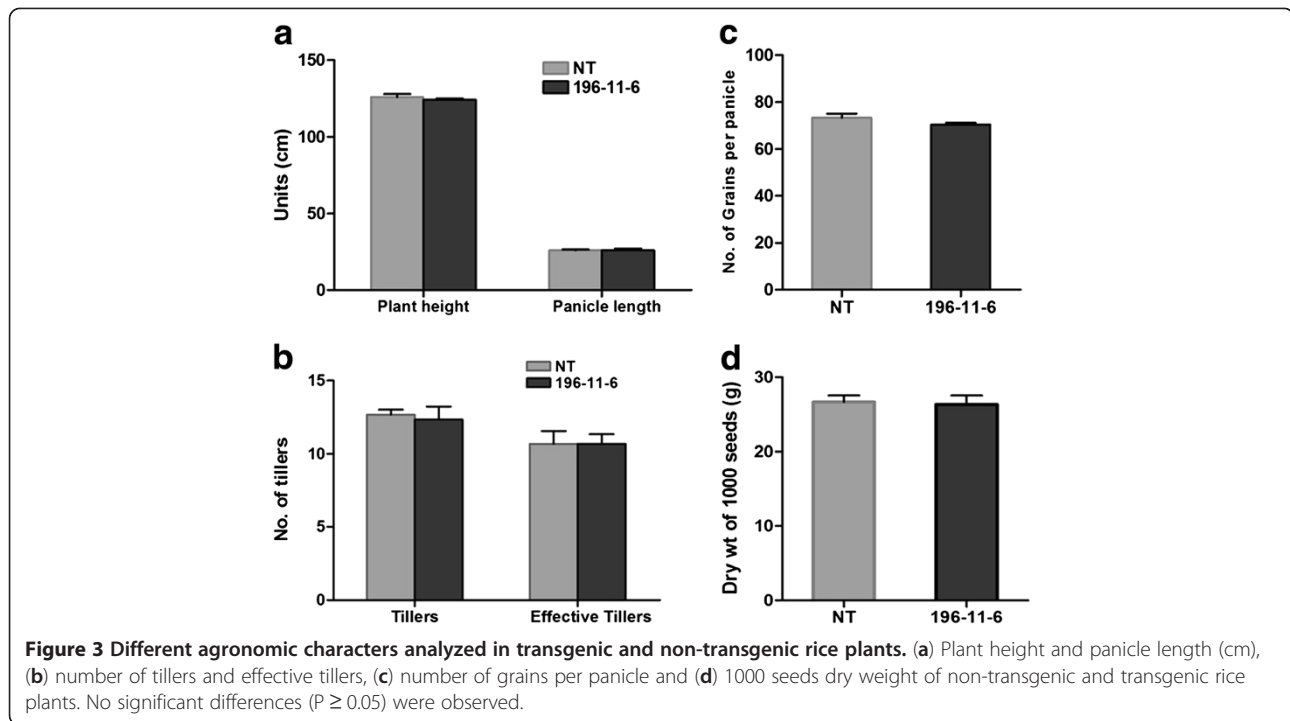 a
150
100
50
0
Units (cm)
NT
196-11-6
Plant height
Panicle length
c
100
80
60
40
20
0
No. of Grains per panicle
NT
196-11-6
b
15
10
5
0
No. of tillers
NT
196-11-6
Tillers
Effective Tillers
d
30
20
10
0
Dry wt of 1000 seeds (g)
NT
196-11-6
Figure 3 Different agronomic characters analyzed in transgenic and non-transgenic rice plants. (a) Plant height and panicle length (cm),
(b) number of tillers and effective tillers, (c) number of grains per panicle and (d) 1000 seeds dry weight of non-transgenic and transgenic rice
plants. No significant differences (P ≥ 0.05) were observed.